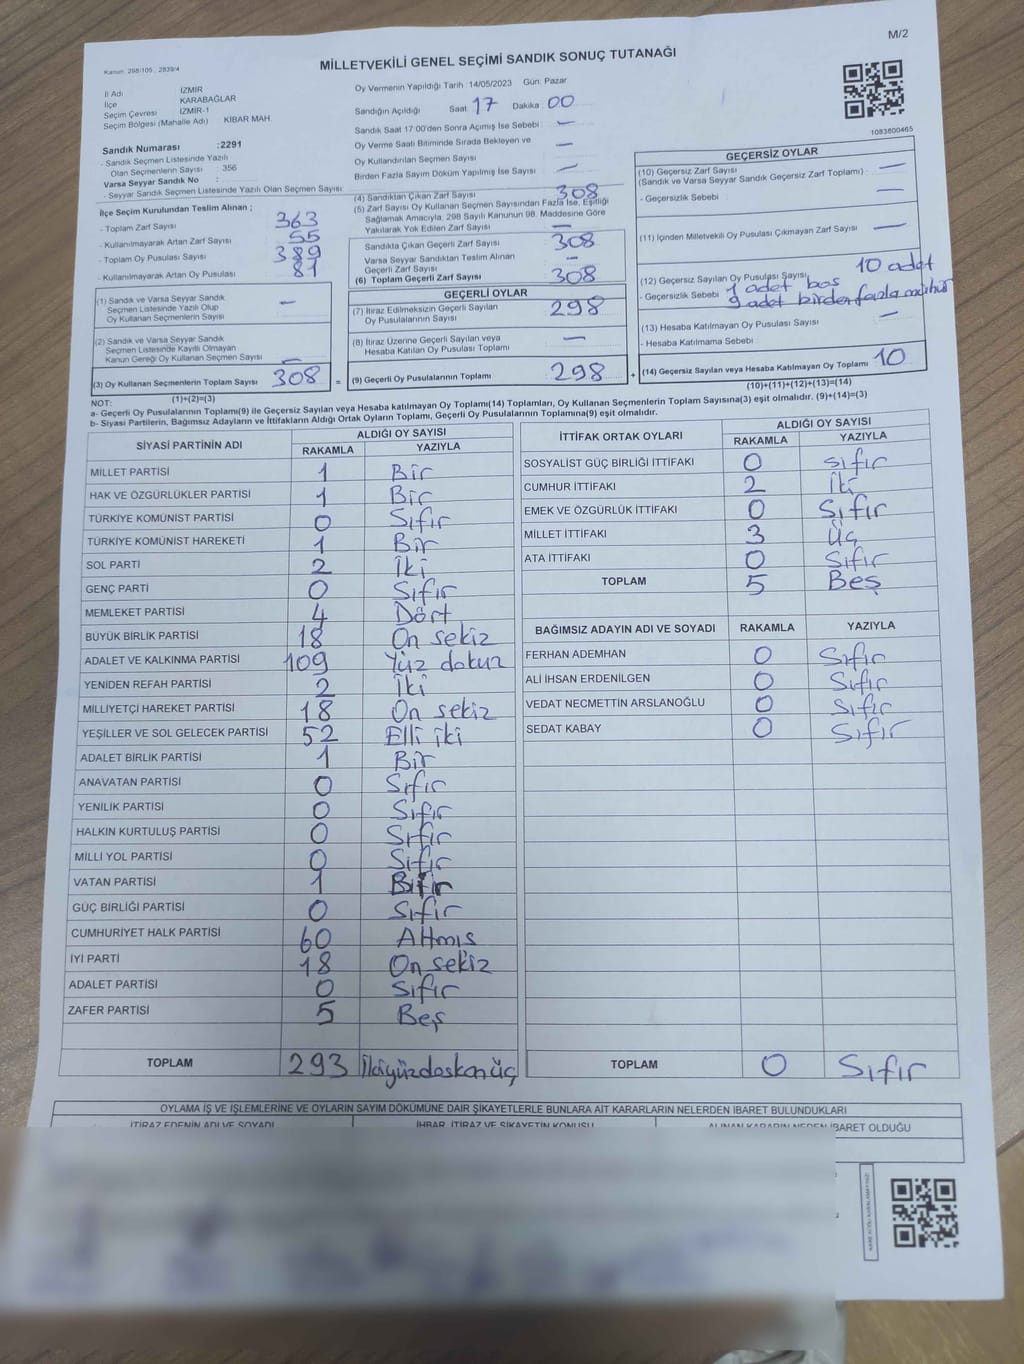 M/2
Kanun: 298/105 , 2839/4
MİLLETVEKİLİ GENEL SEÇİMİ SANDIK SONUÇ TUTANAĞI
1083800465
İl Adı İZMİR
İlçe KARABAĞLAR
Seçim Çevresi İZMİR-1
Seçim Bölgesi (Mahalle Adı) KİBAR MAH.
Sandık Numarası :2291
- Sandık Seçmen Listesinde Yazılı
Olan Seçmenlerin Sayısı : 356
Varsa Seyyar Sandık No :
- Seyyar Sandık Seçmen Listesinde Yazılı Olan Seçmen Sayısı:
Oy Vermenin Yapıldığı Tarih :14/05/2023 Gün: Pazar
Sandığın Açıldığı Saat 17 Dakika :00
Sandık Saat 17:00'den Sonra Açımış İse Sebebi : —
Oy Verme Saati Bitiminde Sırada Bekleyen ve
Oy Kullandırılan Seçmen Sayısı —
Birden Fazla Sayım Döküm Yapılmış İse Sayısı : —
İlçe Seçim Kurulundan Teslim Alınan ;
- Toplam Zarf Sayısı 363
- Kullanılmayarak Artan Zarf Sayısı 55
- Toplam Oy Pusulası Sayısı 389
- Kullanılmayarak Artan Oy Pusulası 81
(1) Sandık ve Varsa Seyyar Sandık
Seçmen Listesinde Yazılı Olup
Oy Kullanan Seçmenlerin Sayısı : —
(2) Sandık ve Varsa Seyyar Sandık
Seçmen Listesinde Kayıtlı Olmayan
Kanun Gereği Oy Kullanan Seçmen Sayısı : —
(3) Oy Kullanan Seçmenlerin Toplam Sayısı 308 =
(1)+(2)=(3)
(4) Sandıktan Çıkan Zarf Sayısı 308
(5) Zarf Sayısı Oy Kullanan Seçmen Sayısından Fazla İse, Eşitliği
Sağlamak Amacıyla, 298 Sayılı Kanunun 98. Maddesine Göre
Yakılarak Yok Edilen Zarf Sayısı : —
Sandıkta Çıkan Geçerli Zarf Sayısı 308
Varsa Seyyar Sandıktan Teslim Alınan
Geçerli Zarf Sayısı —
(6) Toplam Geçerli Zarf Sayısı 308
GEÇERLİ OYLAR
(7) İtiraz Edilmeksizin Geçerli Sayılan
Oy Pusulalarının Sayısı 298
(8) İtiraz Üzerine Geçerli Sayılan veya
Hesaba Katılan Oy Pusulası Toplamı —
(9) Geçerli Oy Pusulalarının Toplamı 298 +
GEÇERSİZ OYLAR
(10) Geçersiz Zarf Sayısı —
(Sandık ve Varsa Seyyar Sandık Geçersiz Zarf Toplamı) :
- Geçersizlik Sebebi : —
(11) İçinden Milletvekili Oy Pusulası Çıkmayan Zarf Sayısı : —
(12) Geçersiz Sayılan Oy Pusulası Sayısı 10 adet
- Geçersizlik Sebebi : 1 adet boş
9 adet birden fazla
(13) Hesaba Katılmayan Oy Pusulası Sayısı : —
- Hesaba Katılmama Sebebi :
(14) Geçersiz Sayılan veya Hesaba Katılmayan Oy Toplamı 10
(10)+(11)+(12)+(13)=(14)
NOT:
a- Geçerli Oy Pusulalarının Toplamı(9) ile Geçersiz Sayılan veya Hesaba katılmayan Oy Toplamı(14) Toplamları, Oy Kullanan Seçmenlerin Toplam Sayısına(3) eşit olmalıdır. (9)+(14)=(3)
b- Siyasi Partilerin, Bağımsız Adayların ve İttifakların Aldığı Ortak Oyların Toplamı, Geçerli Oy Pusulalarının Toplamına(9) eşit olmalıdır.
SİYASİ PARTİNİN ADI ALDIĞI OY SAYISI
RAKAMLA YAZIYLA
MİLLET PARTİSİ 1 Bir
HAK VE ÖZGÜRLÜKLER PARTİSİ 1 Bir
TÜRKİYE KOMÜNİST PARTİSİ 0 Sıfır
TÜRKİYE KOMÜNİST HAREKETİ 1 Bir
SOL PARTİ 2 İki
GENÇ PARTİ 0 Sıfır
MEMLEKET PARTİSİ 4 Dört
BÜYÜK BİRLİK PARTİSİ 18 On sekiz
ADALET VE KALKINMA PARTİSİ 109 Yüz dokuz
YENİDEN REFAH PARTİSİ 2 İki
MİLLİYETÇİ HAREKET PARTİSİ 18 On sekiz
YEŞİLLER VE SOL GELECEK PARTİSİ 52 Elli iki
ADALET BİRLİK PARTİSİ 1 Bir
ANAVATAN PARTİSİ 0 Sıfır
YENİLİK PARTİSİ 0 Sıfır
HALKIN KURTULUŞ PARTİSİ 0 Sıfır
MİLLİ YOL PARTİSİ 0 Sıfır
VATAN PARTİSİ 1
GÜÇ BİRLİĞİ PARTİSİ 0 Sıfır
CUMHURİYET HALK PARTİSİ 60 Altmıs
İYİ PARTİ 18 On sekiz
ADALET PARTİSİ 0 Sıfır
ZAFER PARTİSİ 5 Beş
TOPLAM 293 İkiyüzdoksanüç
İTTİFAK ORTAK OYLARI ALDIĞI OY SAYISI
RAKAMLA YAZIYLA
SOSYALİST GÜÇ BİRLİĞİ İTTİFAKI 0 sıfır
CUMHUR İTTİFAKI 2 İki
EMEK VE ÖZGÜRLÜK İTTİFAKI 0 Sıfır
MİLLET İTTİFAKI 3 Üç
ATA İTTİFAKI 0 Sıfır
TOPLAM 5 Beş
BAĞIMSIZ ADAYIN ADI VE SOYADI RAKAMLA YAZIYLA
FERHAN ADEMHAN 0 Sıfır
ALİ İHSAN ERDENİLGEN 0 Sıfır
VEDAT NECMETTİN ARSLANOĞLU 0 Sıfır
SEDAT KABAY 0 Sıfır
TOPLAM 0 Sıfır
OYLAMA İŞ VE İŞLEMLERİNE VE OYLARIN SAYIM DÖKÜMÜNE DAİR ŞİKAYETLERLE BUNLARA AİT KARARLARIN NELERDEN İBARET BULUNDUKLARI
İTİRAZ EDENİN ADI VE SOYADI İHBAR, İTİRAZ VE ŞİKAYETİN KONUSU ALINAN KARARIN NEDEN İBARET OLDUĞU